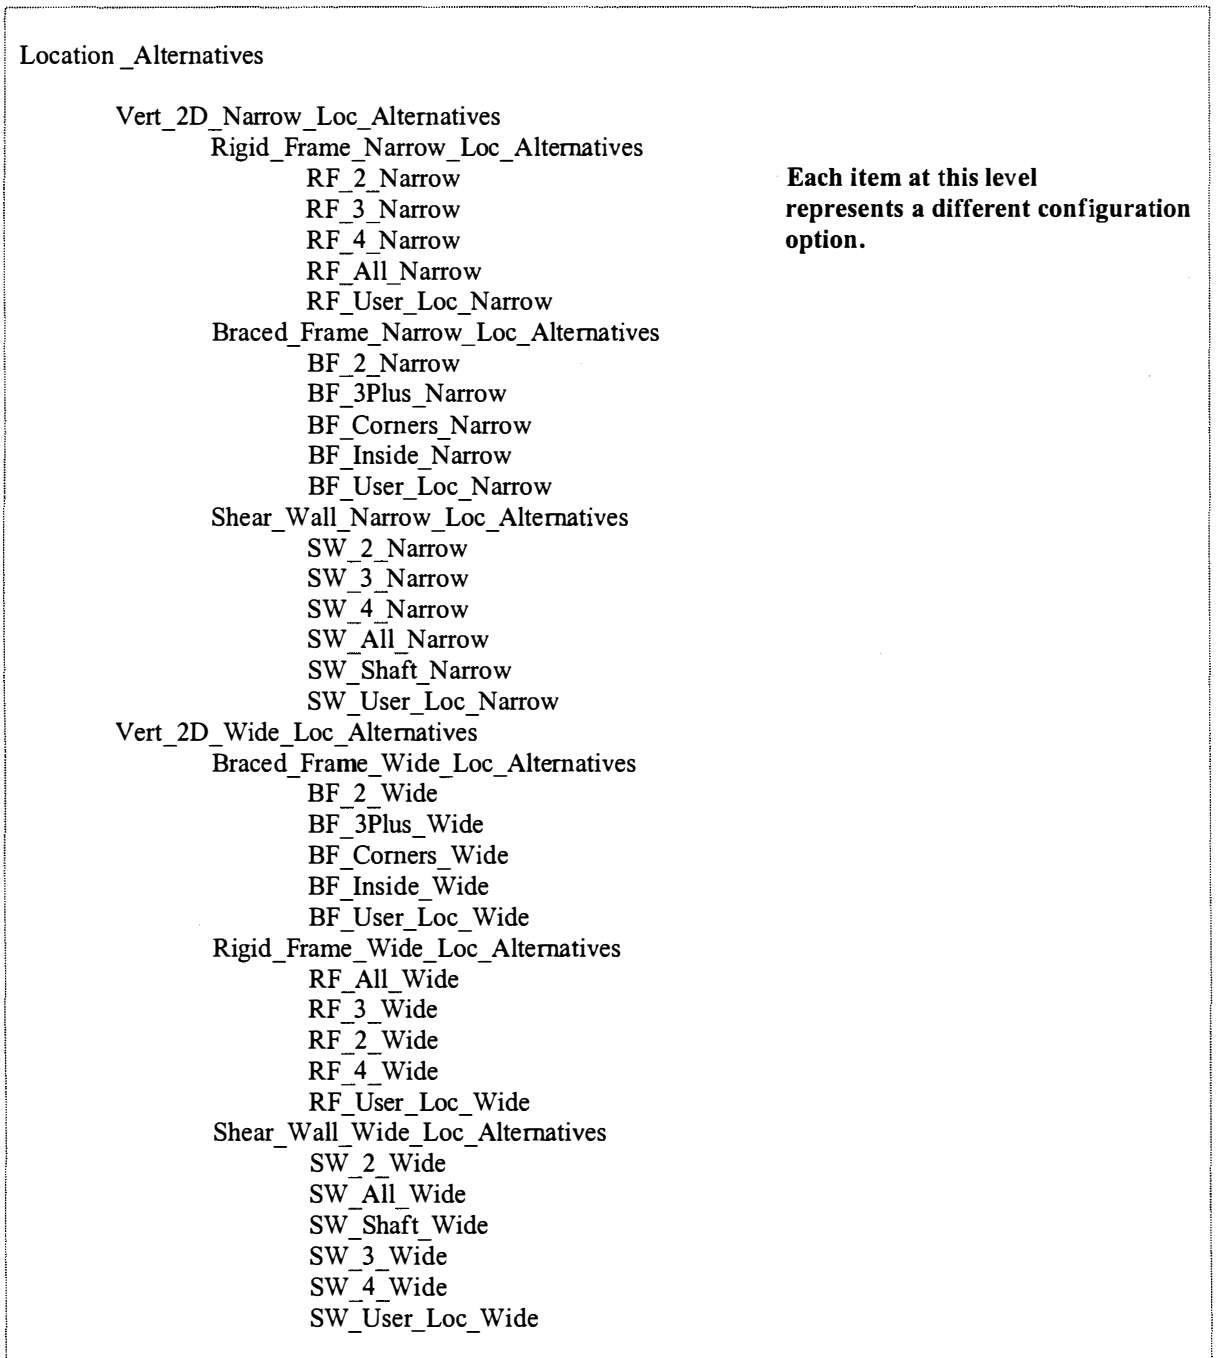 Location _Alternatives
Vert_2D_Narrow_Loc_Alternatives
Rigid_Frame_Narrow_Loc_Alternatives
RF_2_Narrow
RF_3_Narrow
RF_4_Narrow
RF_All_Narrow
RF_User_Loc_Narrow
Each item at this level
represents a different configuration
option.
Braced_Frame_Narrow_Loc_Alternatives
BF_2_Narrow
BF_3Plus_Narrow
BF_Corners_Narrow
BF_Inside_Narrow
BF_User_Loc_Narrow
Shear_Wall_Narrow_Loc_Alternatives
SW_2_Narrow
SW_3_Narrow
SW_4_Narrow
SW_All_Narrow
SW_Shaft_Narrow
SW_User_Loc_Narrow
Vert_2D_Wide_Loc_Alternatives
Braced_Frame_Wide_Loc_Alternatives
BF_2_Wide
BF_3Plus_Wide
BF_Corners_Wide
BF_Inside_Wide
BF_User_Loc_Wide
Rigid_Frame_Wide_Loc_Alternatives
RF_All_Wide
RF_3_Wide
RF_2_Wide
RF_4_Wide
RF_User_Loc_Wide
Shear_Wall_Wide_Loc_Alternatives
SW_2_Wide
SW_All_Wide
SW_Shaft_Wide
SW_3_Wide
SW_4_Wide
SW_User_Loc_Wide